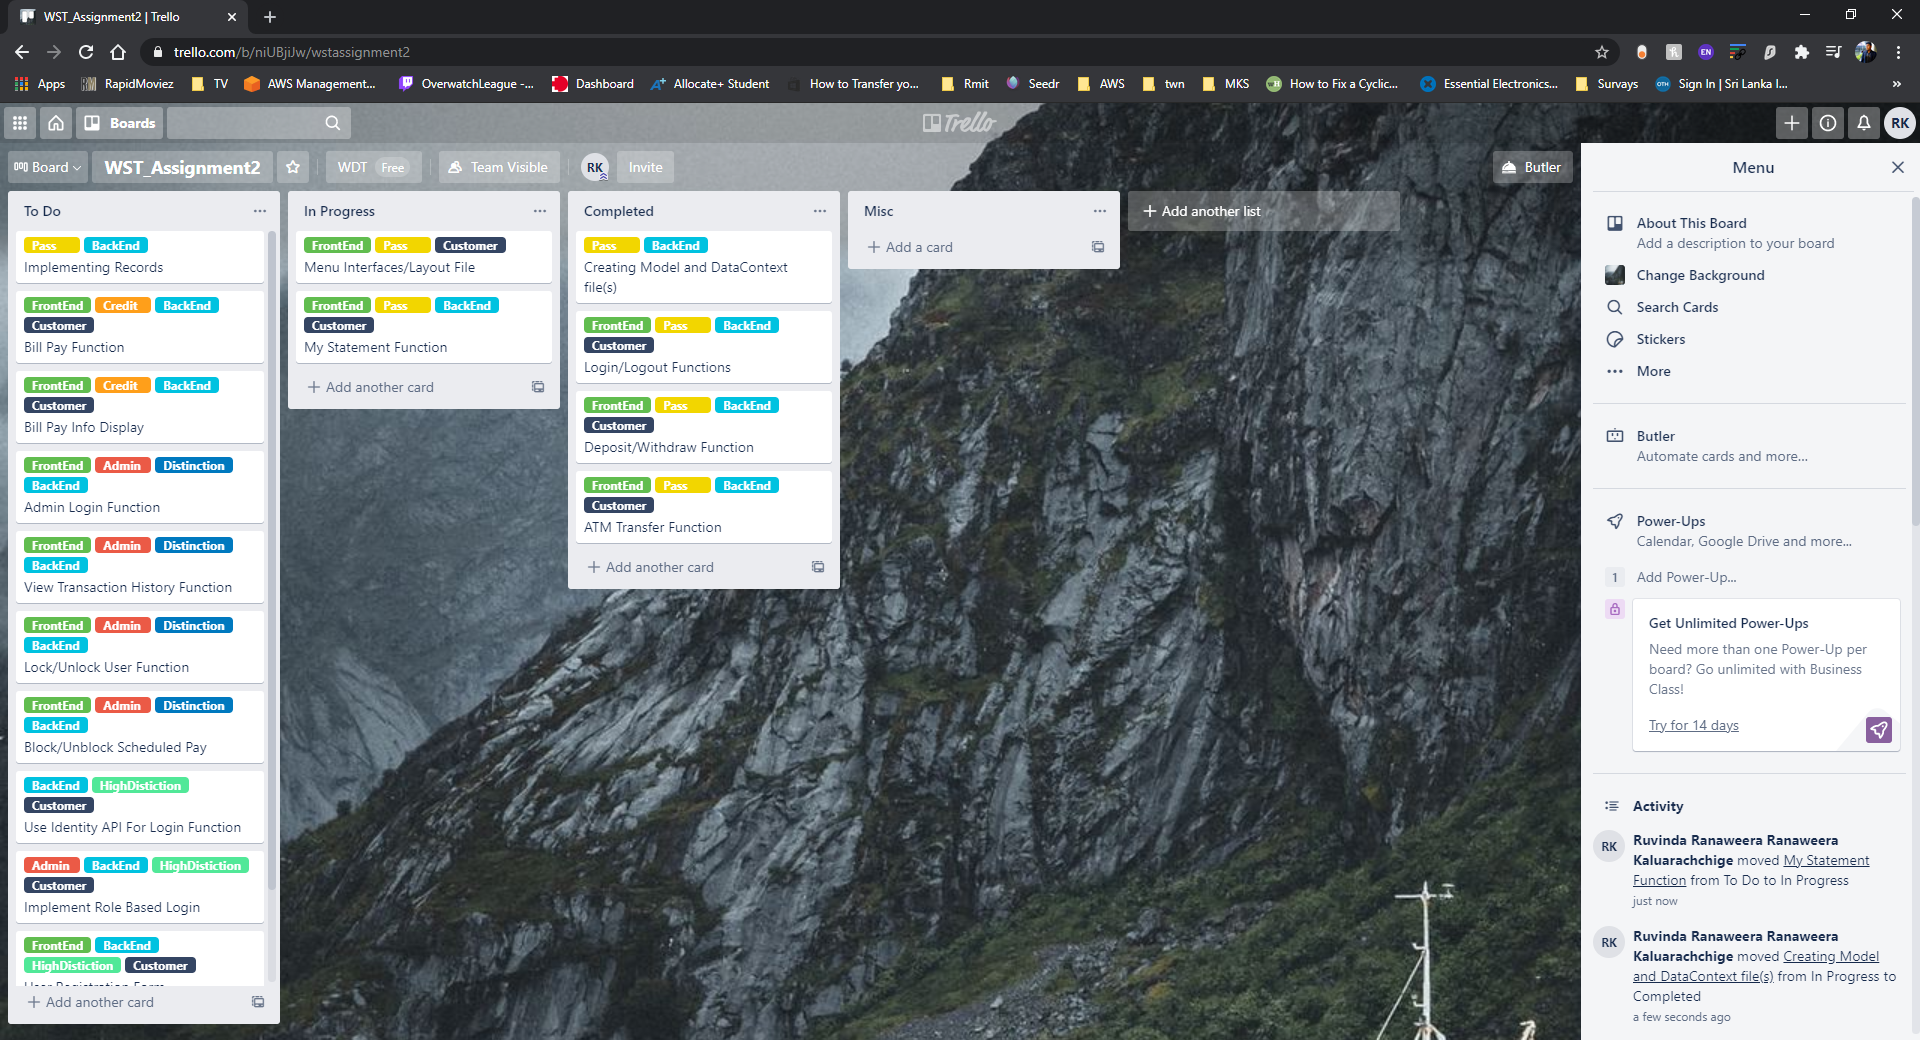 WST_Assignment2 | Trello
trello.com/b/niUBjiJw/wstassignment2
EN
Apps
RapidMoviez
TV
AWS Management...
OverwatchLeague -...
Dashboard
Allocate+ Student
How to Transfer yo...
Rmit
Seedr
AWS
twn
MKS
How to Fix a Cyclic...
Essential Electronics...
Survays
Sign In | Sri Lanka I...
»
Boards
Trello
RK
Board
WST_Assignment2
WDT Free
Team Visible
RK
Invite
Butler
To Do
Pass BackEnd
Implementing Records
FrontEnd Credit BackEnd
Customer
Bill Pay Function
FrontEnd Credit BackEnd
Customer
Bill Pay Info Display
FrontEnd Admin Distinction
BackEnd
Admin Login Function
FrontEnd Admin Distinction
BackEnd
View Transaction History Function
FrontEnd Admin Distinction
BackEnd
Lock/Unlock User Function
FrontEnd Admin Distinction
BackEnd
Block/Unblock Scheduled Pay
BackEnd HighDistiction
Customer
Use Identity API For Login Function
Admin BackEnd HighDistiction
Customer
Implement Role Based Login
FrontEnd BackEnd
HighDistiction Customer
User Registration Form
+ Add another card
In Progress
FrontEnd Pass Customer
Menu Interfaces/Layout File
FrontEnd Pass BackEnd
Customer
My Statement Function
+ Add another card
Completed
Pass BackEnd
Creating Model and DataContext
file(s)
FrontEnd Pass BackEnd
Customer
Login/Logout Functions
FrontEnd Pass BackEnd
Customer
Deposit/Withdraw Function
FrontEnd Pass BackEnd
Customer
ATM Transfer Function
+ Add another card
Misc
+ Add a card
+ Add another list
Menu
About This Board
Add a description to your board
Change Background
Search Cards
Stickers
More
Butler
Automate cards and more...
Power-Ups
Calendar, Google Drive and more...
1 Add Power-Up...
Get Unlimited Power-Ups
Need more than one Power-Up per
board? Go unlimited with Business
Class!
Try for 14 days
Activity
RK
Ruvinda Ranaweera Ranaweera
Kaluarachchige moved My Statement
Function from To Do to In Progress
just now
RK
Ruvinda Ranaweera Ranaweera
Kaluarachchige moved Creating Model
and DataContext file(s) from In Progress to
Completed
a few seconds ago